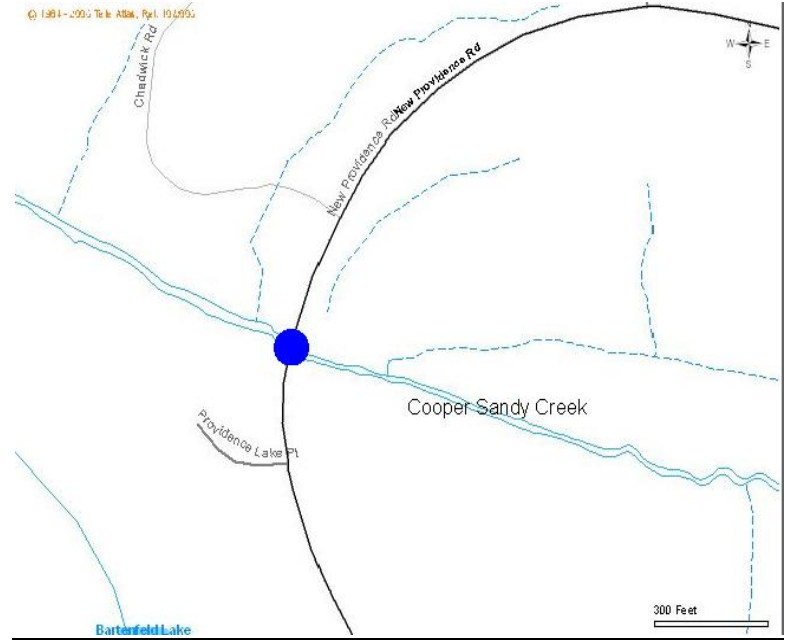 Chadwick Rd
New Providence Rd
New Providence Rd
W E
S
Cooper Sandy Creek
Providence Lake Pt
300 Feet
Bartenfeld Lake